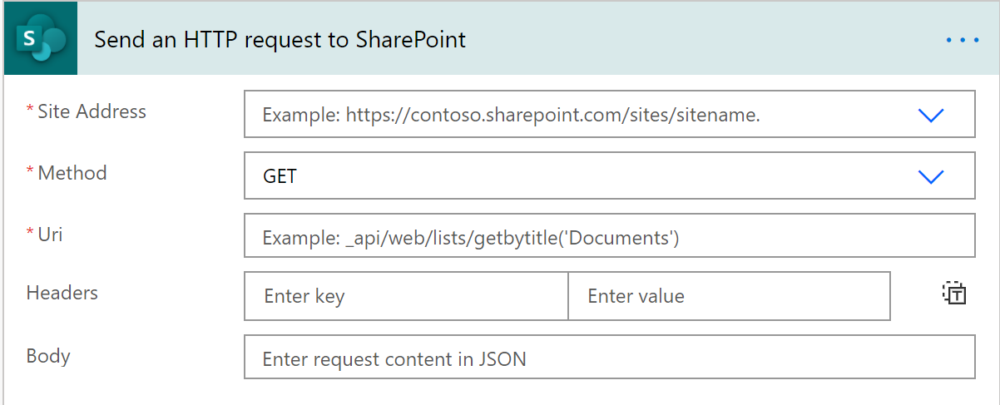 S
Send an HTTP request to SharePoint
...
* Site Address
Example: https://contoso.sharepoint.com/sites/sitename.
* Method
GET
* Uri
Example: _api/web/lists/getbytitle('Documents')
Headers
Enter key
Enter value
T
Body
Enter request content in JSON